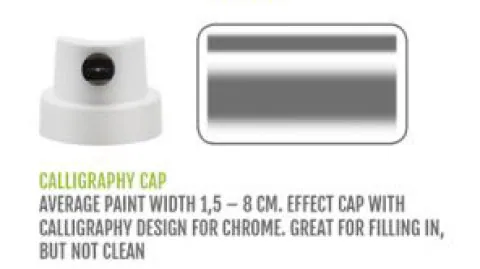 CALLIGRAPHY CAP
AVERAGE PAINT WIDTH 1,5 – 8 CM. EFFECT CAP WITH
CALLIGRAPHY DESIGN FOR CHROME. GREAT FOR FILLING IN,
BUT NOT CLEAN